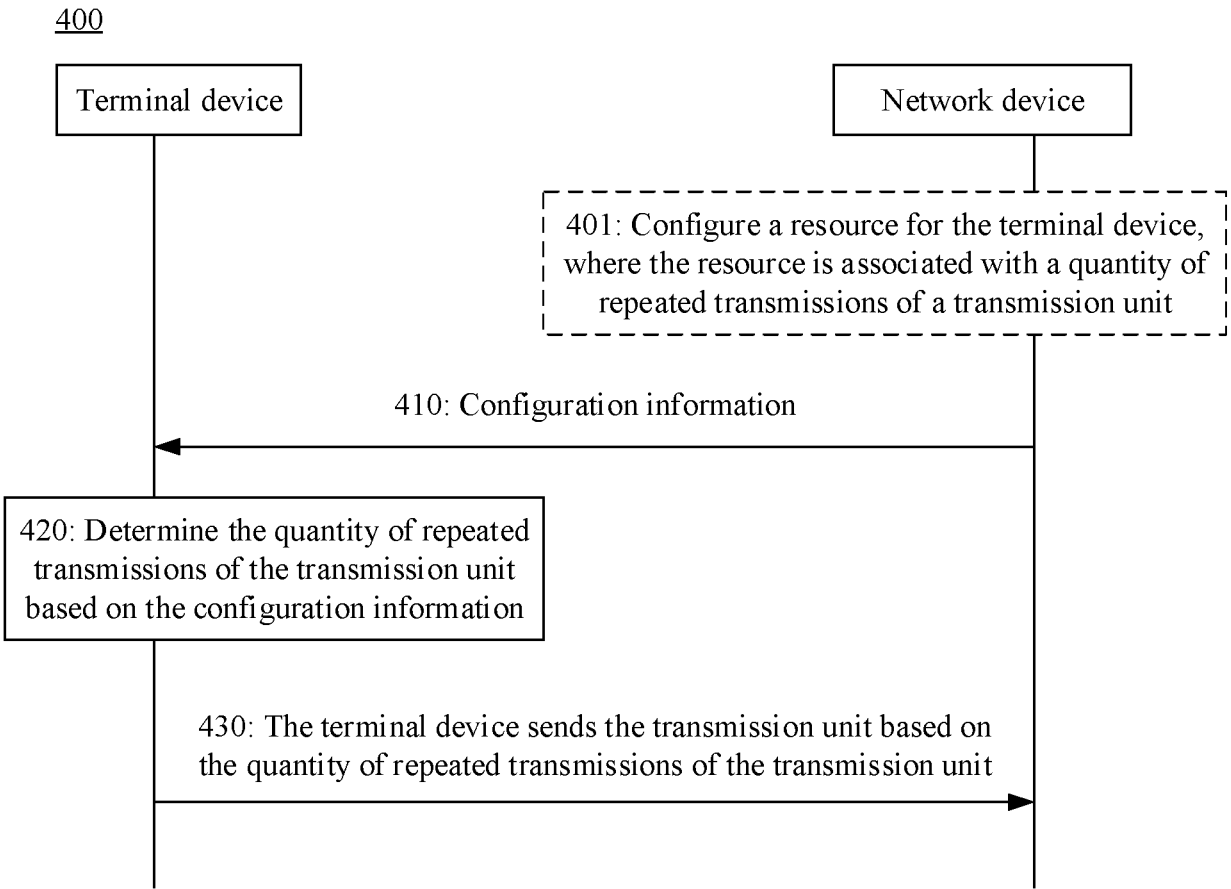 400
Terminal device
Network device
401: Configure a resource for the terminal device,
where the resource is associated with a quantity of
repeated transmissions of a transmission unit
410: Configuration information
420: Determine the quantity of repeated
transmissions of the transmission unit
based on the configuration information
430: The terminal device sends the transmission unit based on
the quantity of repeated transmissions of the transmission unit